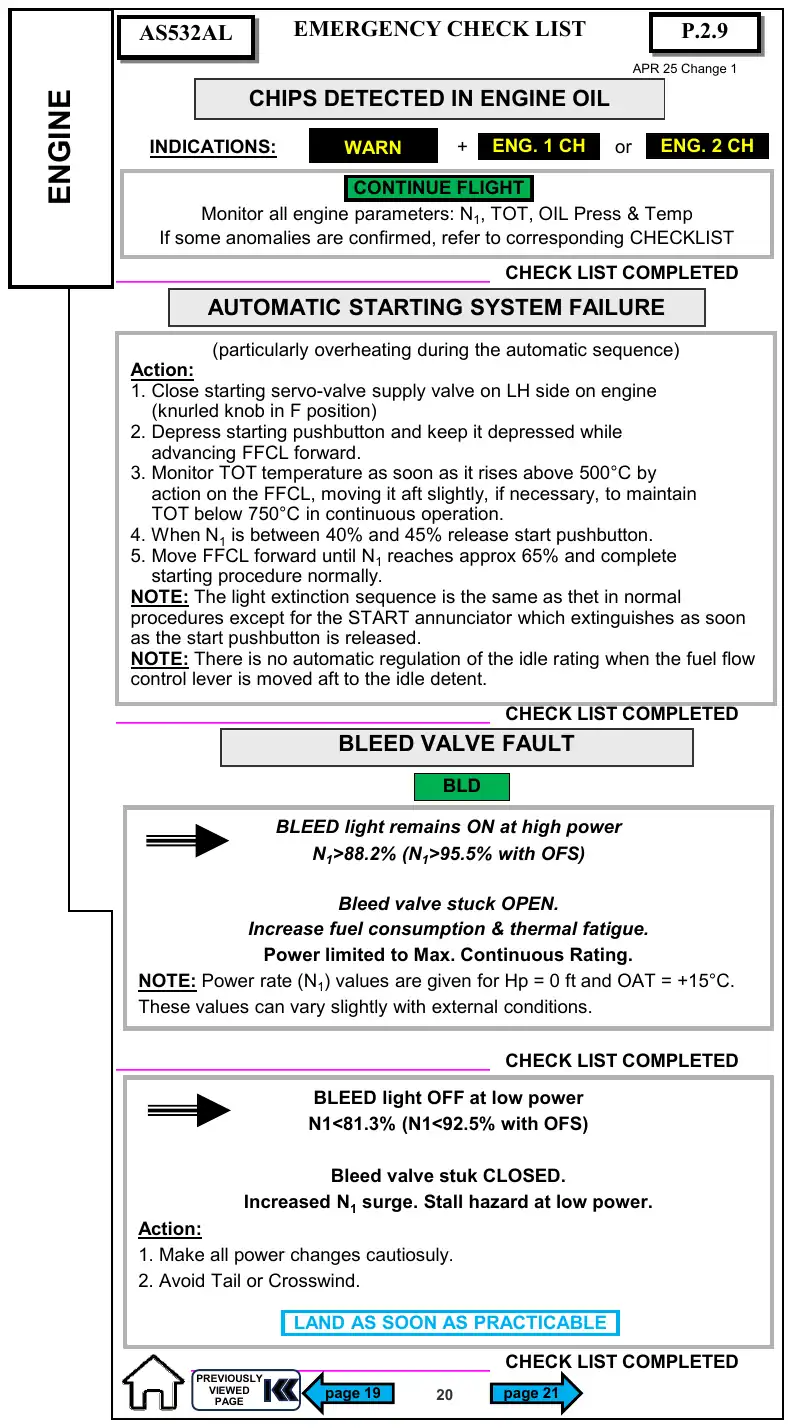 AS532AL
EMERGENCY CHECK LIST
P.2.9
APR 25 Change 1
ENGINE
CHIPS DETECTED IN ENGINE OIL
INDICATIONS: WARN + ENG. 1 CH or ENG. 2 CH
CONTINUE FLIGHT
Monitor all engine parameters: N1, TOT, OIL Press & Temp
If some anomalies are confirmed, refer to corresponding CHECKLIST
CHECK LIST COMPLETED
AUTOMATIC STARTING SYSTEM FAILURE
(particularly overheating during the automatic sequence)
Action:
1. Close starting servo-valve supply valve on LH side on engine
(knurled knob in F position)
2. Depress starting pushbutton and keep it depressed while
advancing FFCL forward.
3. Monitor TOT temperature as soon as it rises above 500°C by
action on the FFCL, moving it aft slightly, if necessary, to maintain
TOT below 750°C in continuous operation.
4. When N1 is between 40% and 45% release start pushbutton.
5. Move FFCL forward until N1 reaches approx 65% and complete
starting procedure normally.
NOTE: The light extinction sequence is the same as thet in normal
procedures except for the START annunciator which extinguishes as soon
as the start pushbutton is released.
NOTE: There is no automatic regulation of the idle rating when the fuel flow
control lever is moved aft to the idle detent.
CHECK LIST COMPLETED
BLEED VALVE FAULT
BLD
BLEED light remains ON at high power
N1>88.2% (N1>95.5% with OFS)
Bleed valve stuck OPEN.
Increase fuel consumption & thermal fatigue.
Power limited to Max. Continuous Rating.
NOTE: Power rate (N1) values are given for Hp = 0 ft and OAT = +15°C.
These values can vary slightly with external conditions.
CHECK LIST COMPLETED
BLEED light OFF at low power
N1<81.3% (N1<92.5% with OFS)
Bleed valve stuk CLOSED.
Increased N1 surge. Stall hazard at low power.
Action:
1. Make all power changes cautiosuly.
2. Avoid Tail or Crosswind.
LAND AS SOON AS PRACTICABLE
CHECK LIST COMPLETED
PREVIOUSLY
VIEWED
PAGE
page 19
20
page 21